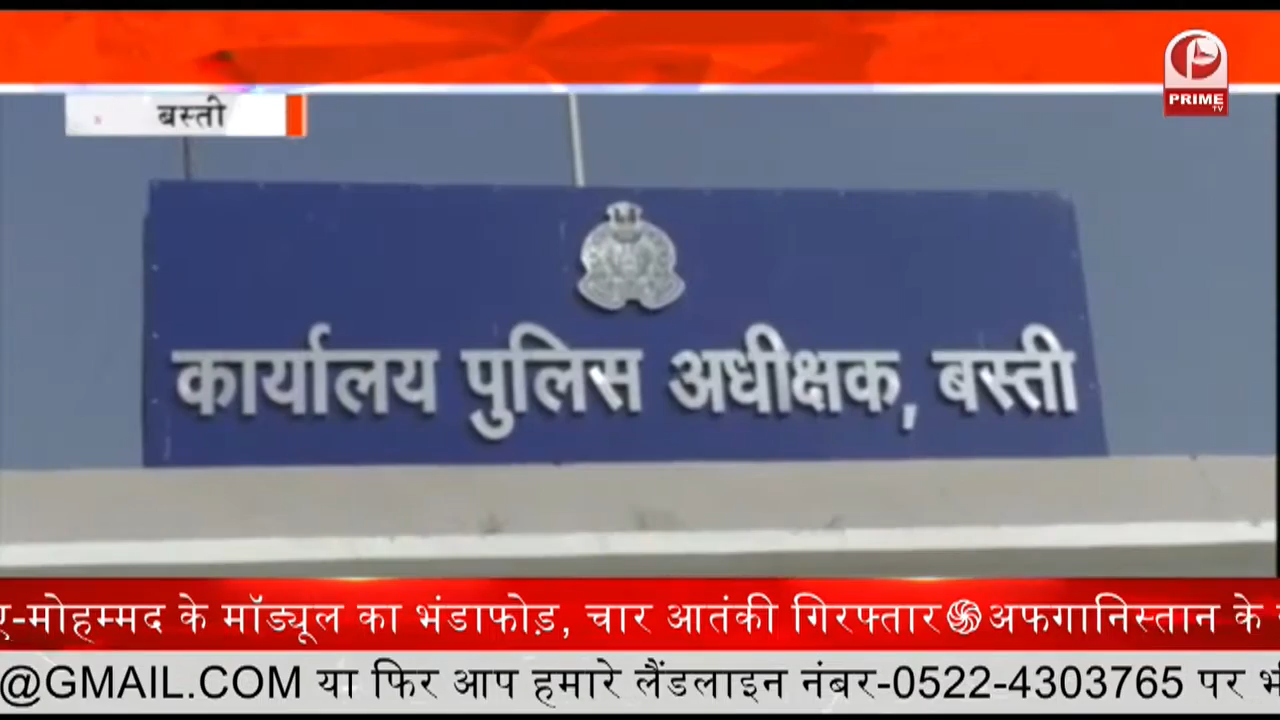 PRIME
TV
बस्ती
कार्यालय पुलिस अधीक्षक, बस्ती
-मोहम्मद के मॉड्यूल का भंडाफोड़, चार आतंकी गिरफ्तार अफगानिस्तान के
@GMAIL.COM या फिर आप हमारे लैंडलाइन नंबर-0522-4303765 पर